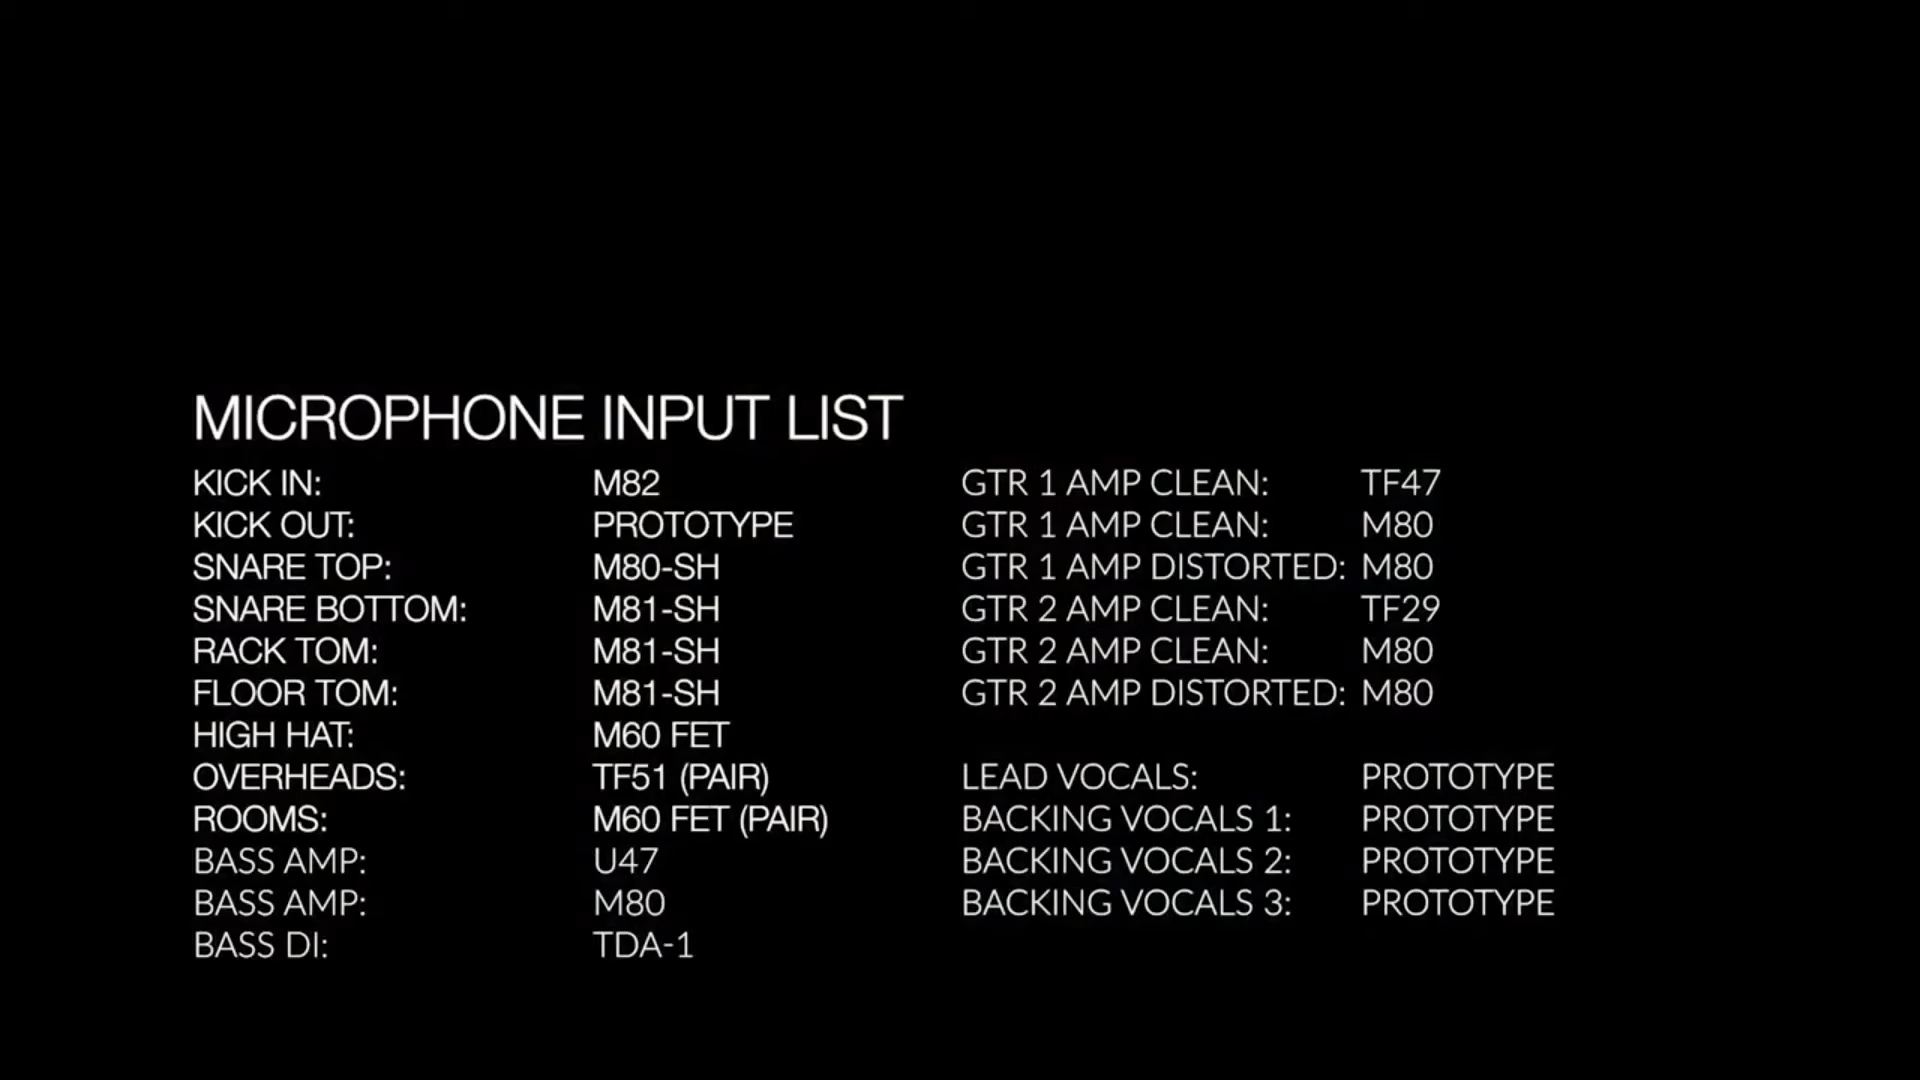 MICROPHONE INPUT LIST
KICK IN: M82
KICK OUT: PROTOTYPE
SNARE TOP: M80-SH
SNARE BOTTOM: M81-SH
RACK TOM: M81-SH
FLOOR TOM: M81-SH
HIGH HAT: M60 FET
OVERHEADS: TF51 (PAIR)
ROOMS: M60 FET (PAIR)
BASS AMP: U47
BASS AMP: M80
BASS DI: TDA-1
GTR 1 AMP CLEAN: TF47
GTR 1 AMP CLEAN: M80
GTR 1 AMP DISTORTED: M80
GTR 2 AMP CLEAN: TF29
GTR 2 AMP CLEAN: M80
GTR 2 AMP DISTORTED: M80
LEAD VOCALS: PROTOTYPE
BACKING VOCALS 1: PROTOTYPE
BACKING VOCALS 2: PROTOTYPE
BACKING VOCALS 3: PROTOTYPE